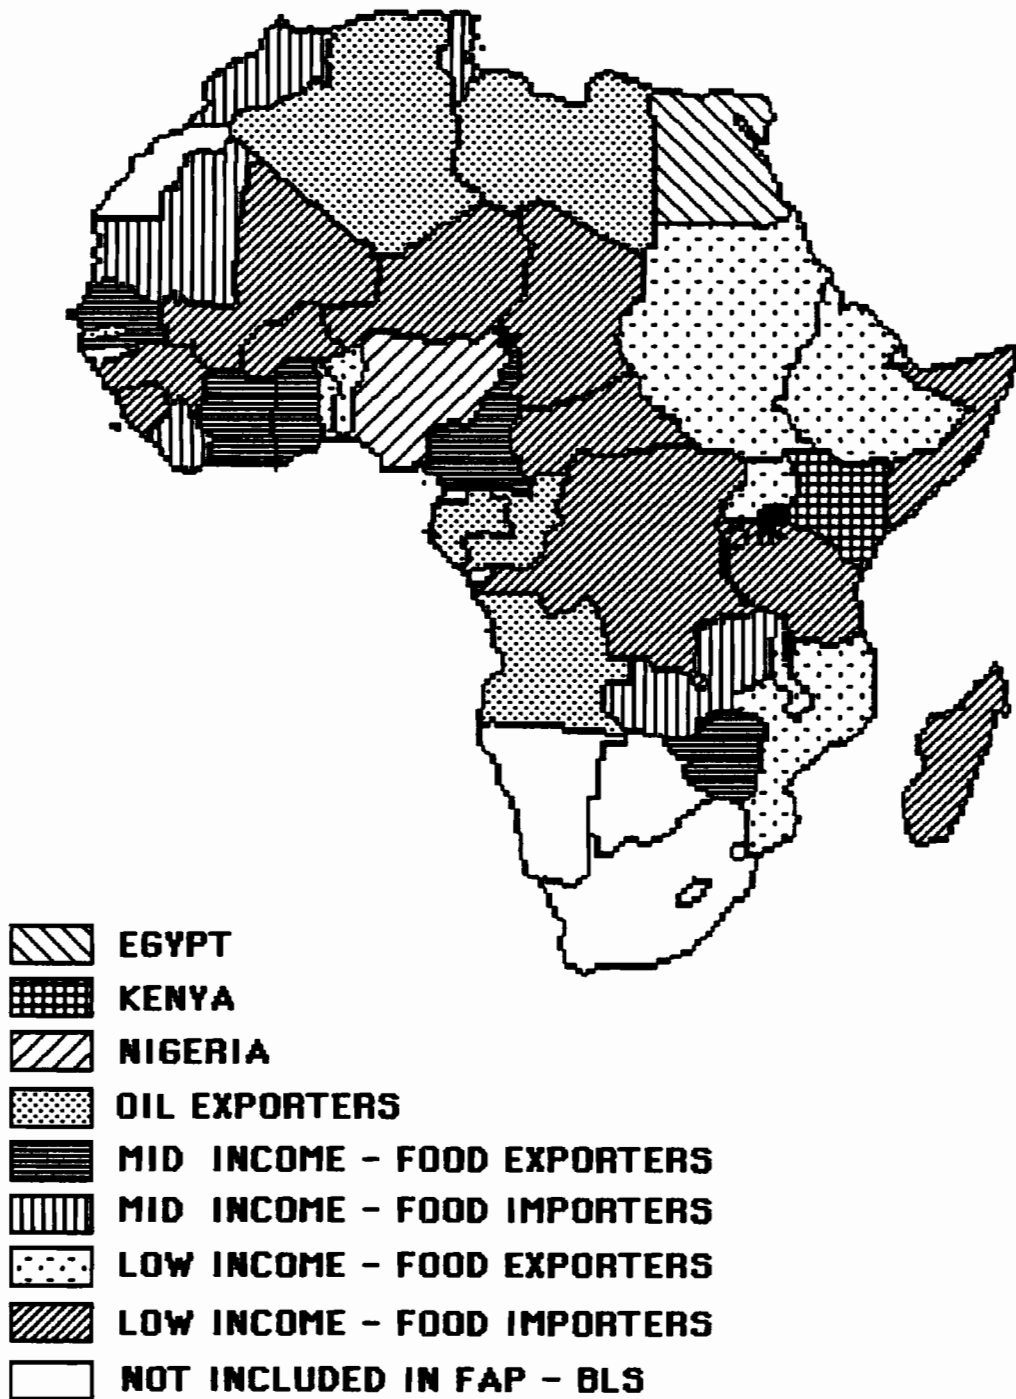 EGYPT
KENYA
NIGERIA
OIL EXPORTERS
MID INCOME - FOOD EXPORTERS
MID INCOME - FOOD IMPORTERS
LOW INCOME - FOOD EXPORTERS
LOW INCOME - FOOD IMPORTERS
NOT INCLUDED IN FAP - BLS